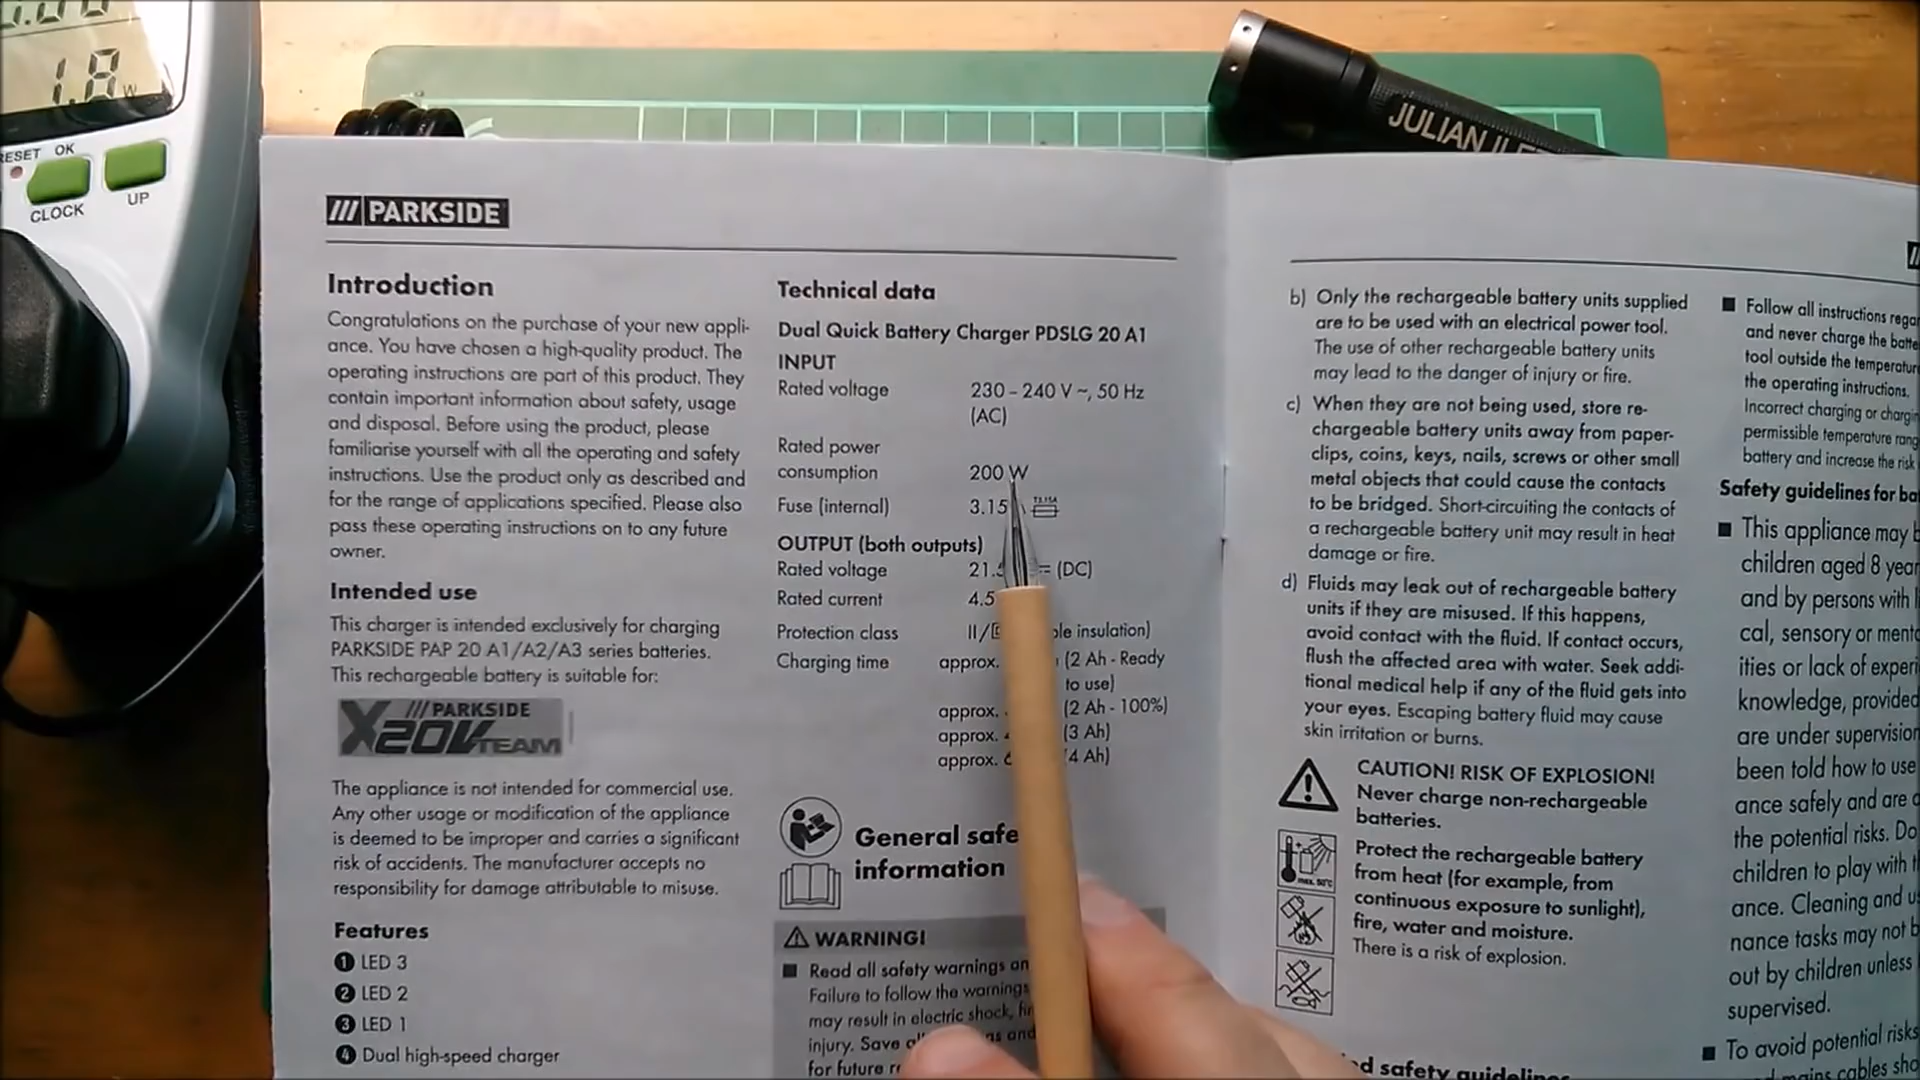 1.8 W
RESET OK
CLOCK
UP
JULIAN
/// PARKSIDE
Introduction
Congratulations on the purchase of your new appli-
ance. You have chosen a high-quality product. The
operating instructions are part of this product. They
contain important information about safety, usage
and disposal. Before using the product, please
familiarise yourself with all the operating and safety
instructions. Use the product only as described and
for the range of applications specified. Please also
pass these operating instructions on to any future
owner.
Intended use
This charger is intended exclusively for charging
PARKSIDE PAP 20 A1/A2/A3 series batteries.
This rechargeable battery is suitable for:
/// PARKSIDE
X20V TEAM
The appliance is not intended for commercial use.
Any other usage or modification of the appliance
is deemed to be improper and carries a significant
risk of accidents. The manufacturer accepts no
responsibility for damage attributable to misuse.
Features
1 LED 3
2 LED 2
3 LED 1
4 Dual high-speed charger
Technical data
Dual Quick Battery Charger PDSLG 20 A1
INPUT
Rated voltage 230 – 240 V ~, 50 Hz
(AC)
Rated power
consumption 200 W
Fuse (internal) 3.15 T3.15A
OUTPUT (both outputs)
Rated voltage 21. (DC)
Rated current 4.5
Protection class II/ insulation)
Charging time approx. (2 Ah - Ready
to use)
approx. (2 Ah - 100%)
approx. (3 Ah)
approx. 4 Ah)
General
information
WARNING!
■ Read all safety warnings
Failure to follow the warnings
may result in electric shock,
injury. Save and
for future
b) Only the rechargeable battery units supplied
are to be used with an electrical power tool.
The use of other rechargeable battery units
may lead to the danger of injury or fire.
c) When they are not being used, store re-
chargeable battery units away from paper-
clips, coins, keys, nails, screws or other small
metal objects that could cause the contacts
to be bridged. Short-circuiting the contacts of
a rechargeable battery unit may result in heat
damage or fire.
d) Fluids may leak out of rechargeable battery
units if they are misused. If this happens,
avoid contact with the fluid. If contact occurs,
flush the affected area with water. Seek addi-
tional medical help if any of the fluid gets into
your eyes. Escaping battery fluid may cause
skin irritation or burns.
CAUTION! RISK OF EXPLOSION!
Never charge non-rechargeable
batteries.
max. 50°C
Protect the rechargeable battery
from heat (for example, from
continuous exposure to sunlight),
fire, water and moisture.
There is a risk of explosion.
safety guidelines
■ Follow all instructions
and never charge the
tool outside the
the operating instructions.
Incorrect charging or
permissible temperature
battery and increase the risk
Safety guidelines for
■ This appliance may
children aged 8
and by persons with
cal, sensory or
ities or lack of
knowledge, provided
are under supervision
been told how to use
ance safely and are
the potential risks. Do
children to play with
ance. Cleaning and
nance tasks may not
out by children unless
supervised.
■ To avoid potential risks
mains cables